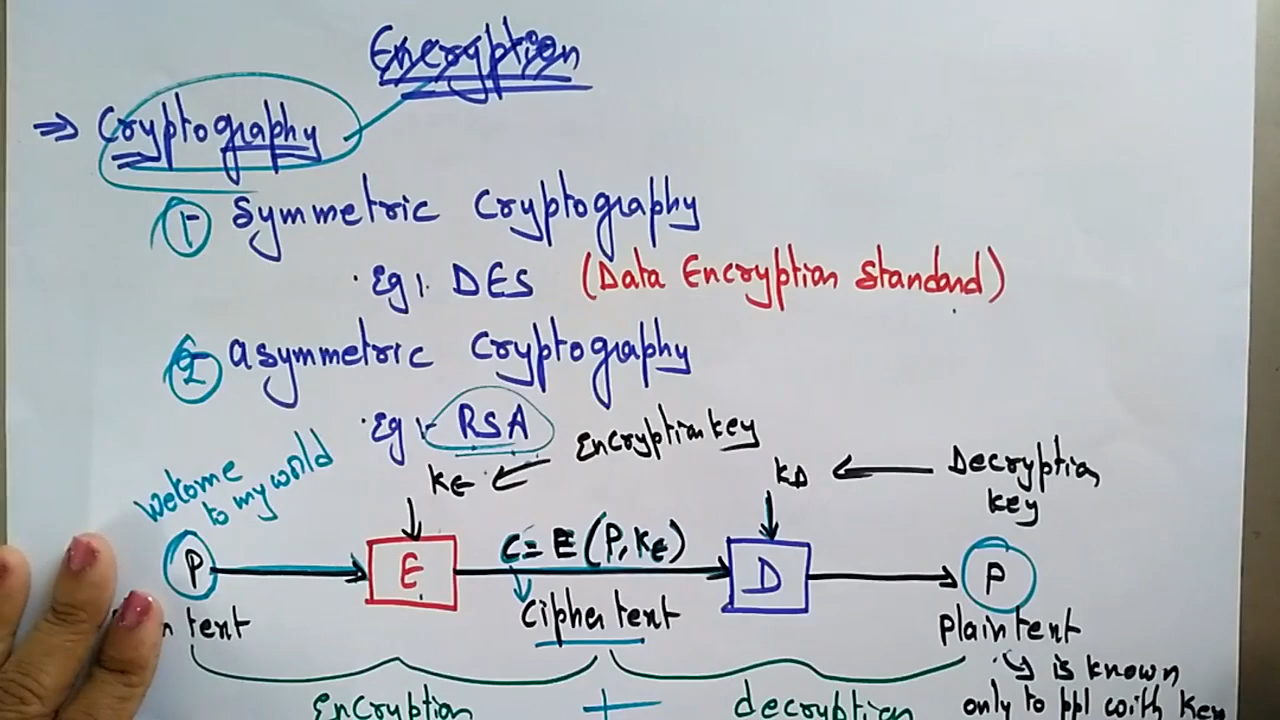 Encryption
⇒ Cryptography
1 Symmetric Cryptography
Eg:- DES (Data Encryption Standard)
2 asymmetric Cryptography
Eg:- RSA
Encryption key
Welcome
to my world
KE
KD
Decryption
key
P
E
C = E (P, KE)
D
P
text
Cipher text
Plain text
is known
only to ppl with key
encryption + decryption